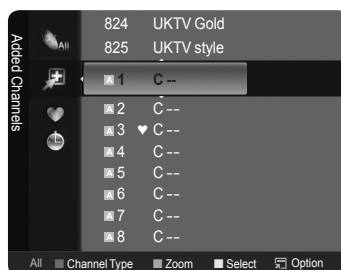 Added Channels
All
824 UKTV Gold
825 UKTV style
A 1 C --
A 2 C --
A 3 ♥ C --
A 4 C --
A 5 C --
A 6 C --
A 7 C --
A 8 C --
All Channel Type Zoom Select Option